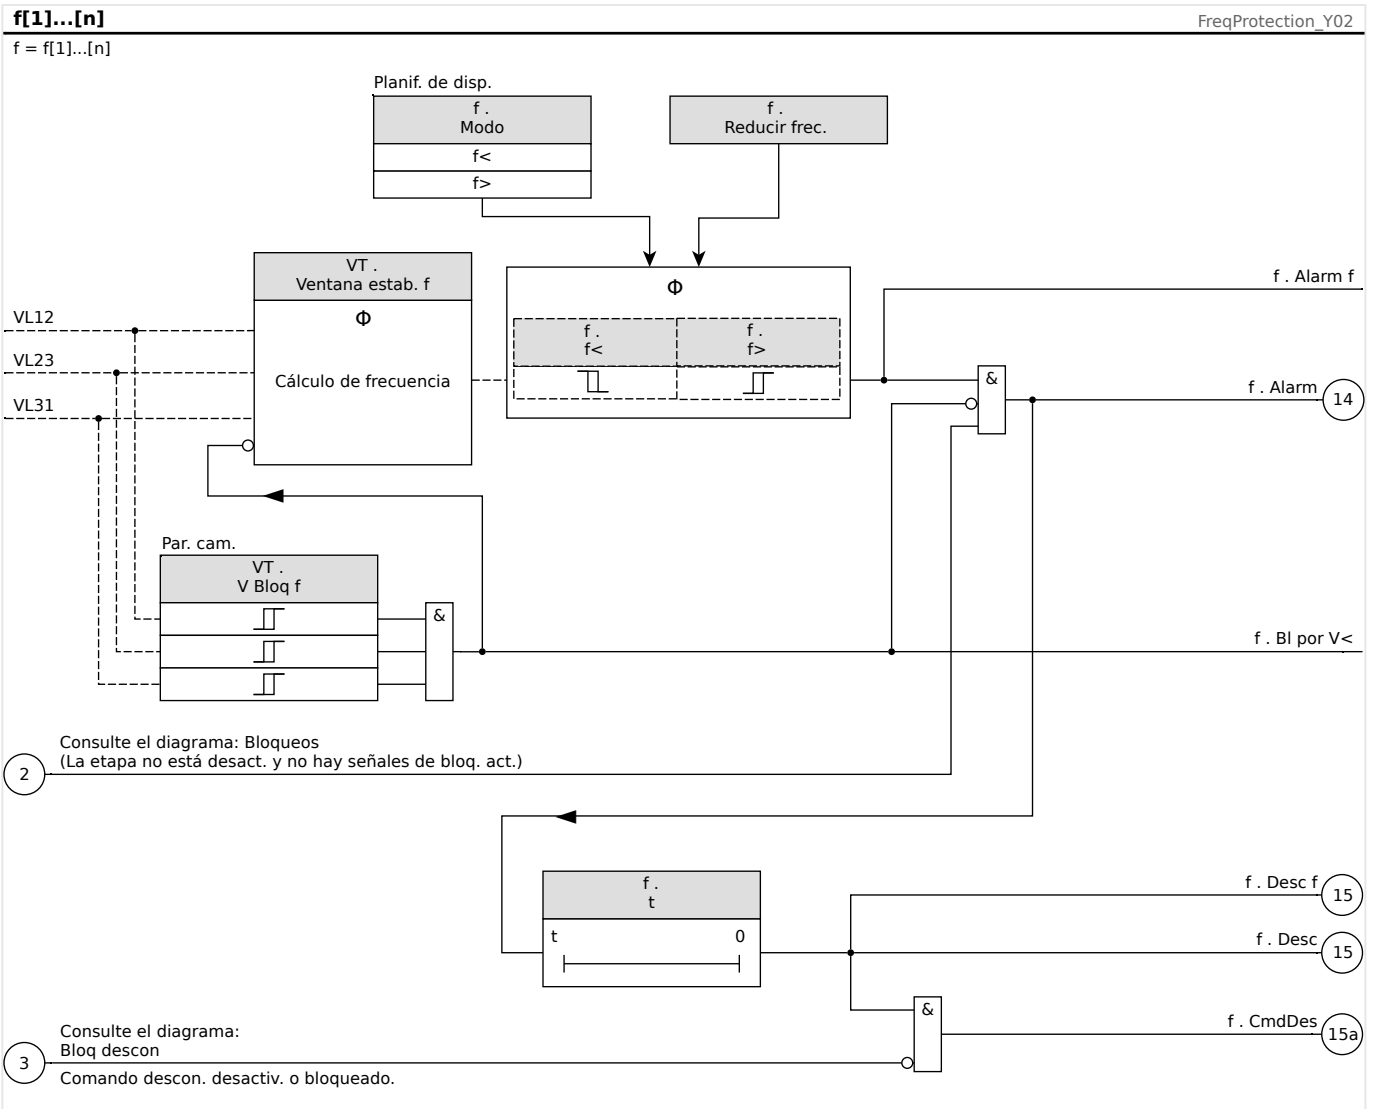 f[1]...[n]
FreqProtection_Y02
f = f[1]...[n]
Planif. de disp.
f .
Modo
f<
f>
f .
Reducir frec.
VT .
Ventana estab. f
Φ
Cálculo de frecuencia
VL12
VL23
VL31
Φ
f .
f<
f .
f>
f . Alarm f
&
f . Alarm
14
Par. cam.
VT .
V Bloq f
&
f . Bl por V<
Consulte el diagrama: Bloqueos
(La etapa no está desact. y no hay señales de bloq. act.)
2
f .
t
t
0
f . Desc f
15
f . Desc
15
&
f . CmdDes
15a
Consulte el diagrama:
Bloq descon
3
Comando descon. desactiv. o bloqueado.